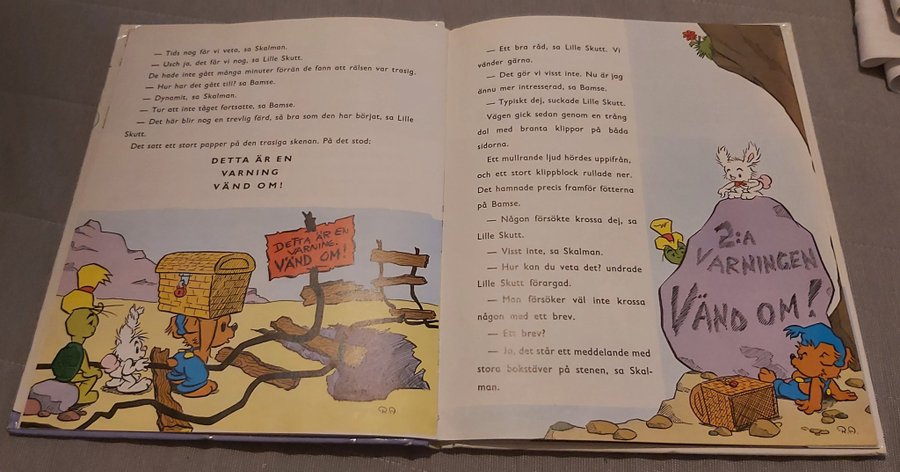 — Tids nog får vi veta, sa Skalman.
— Usch ja, det får vi nog, sa Lille Skutt.
De hade inte gått många minuter förrän de fann att rälsen var trasig.
— Hur har det gått till? sa Bamse.
— Dynamit, sa Skalman.
— Tur att inte tåget fortsatte, sa Bamse.
— Det här blir nog en trevlig färd, så bra som den har börjat, sa Lille
Skutt.
Det satt ett stort papper på den trasiga skenan. På det stod:
DETTA ÄR EN
VARNING
VÄND OM!
DETTA ÄR EN
VARNING.
VÄND OM!
R.A.
— Ett bra råd, sa Lille Skutt. Vi
vänder gärna.
— Det gör vi visst inte. Nu är jag
ännu mer intresserad, sa Bamse.
— Typiskt dej, suckade Lille Skutt.
Vägen gick sedan genom en trång
dal med branta klippor på båda
sidorna.
Ett mullrande ljud hördes uppifrån,
och ett stort klippblock rullade ner.
Det hamnade precis framför fötterna
på Bamse.
— Någon försökte krossa dej, sa
Lille Skutt.
— Visst inte, sa Skalman.
— Hur kan du veta det? undrade
Lille Skutt förargad.
— Man försöker väl inte krossa
någon med ett brev.
— Ett brev?
— Ja, det står ett meddelande med
stora bokstäver på stenen, sa Skal-
man.
2:A
VARNINGEN
VÄND OM!
R.A.